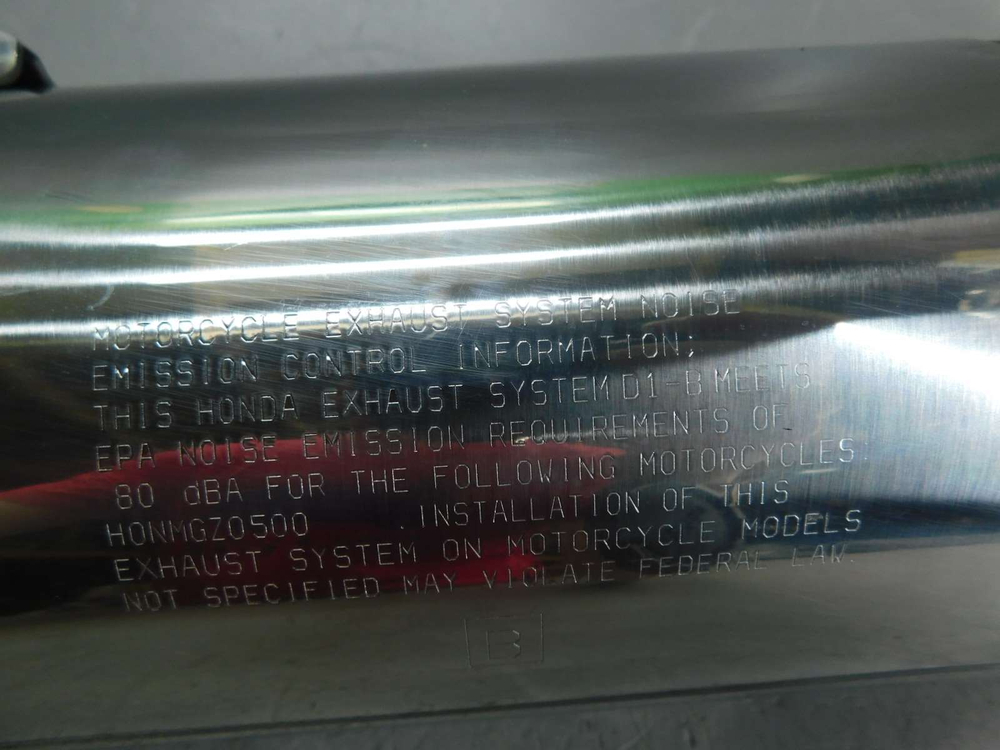 MOTORCYCLE EXHAUST SYSTEM NOISE
EMISSION CONTROL INFORMATION;
THIS HONDA EXHAUST SYSTEM D1-B MEETS
EPA NOISE EMISSION REQUIREMENTS OF
80 dBA FOR THE FOLLOWING MOTORCYCLES:
HONMGZ0500 .INSTALLATION OF THIS
EXHAUST SYSTEM ON MOTORCYCLE MODELS
NOT SPECIFIED MAY VIOLATE FEDERAL LAW.
B